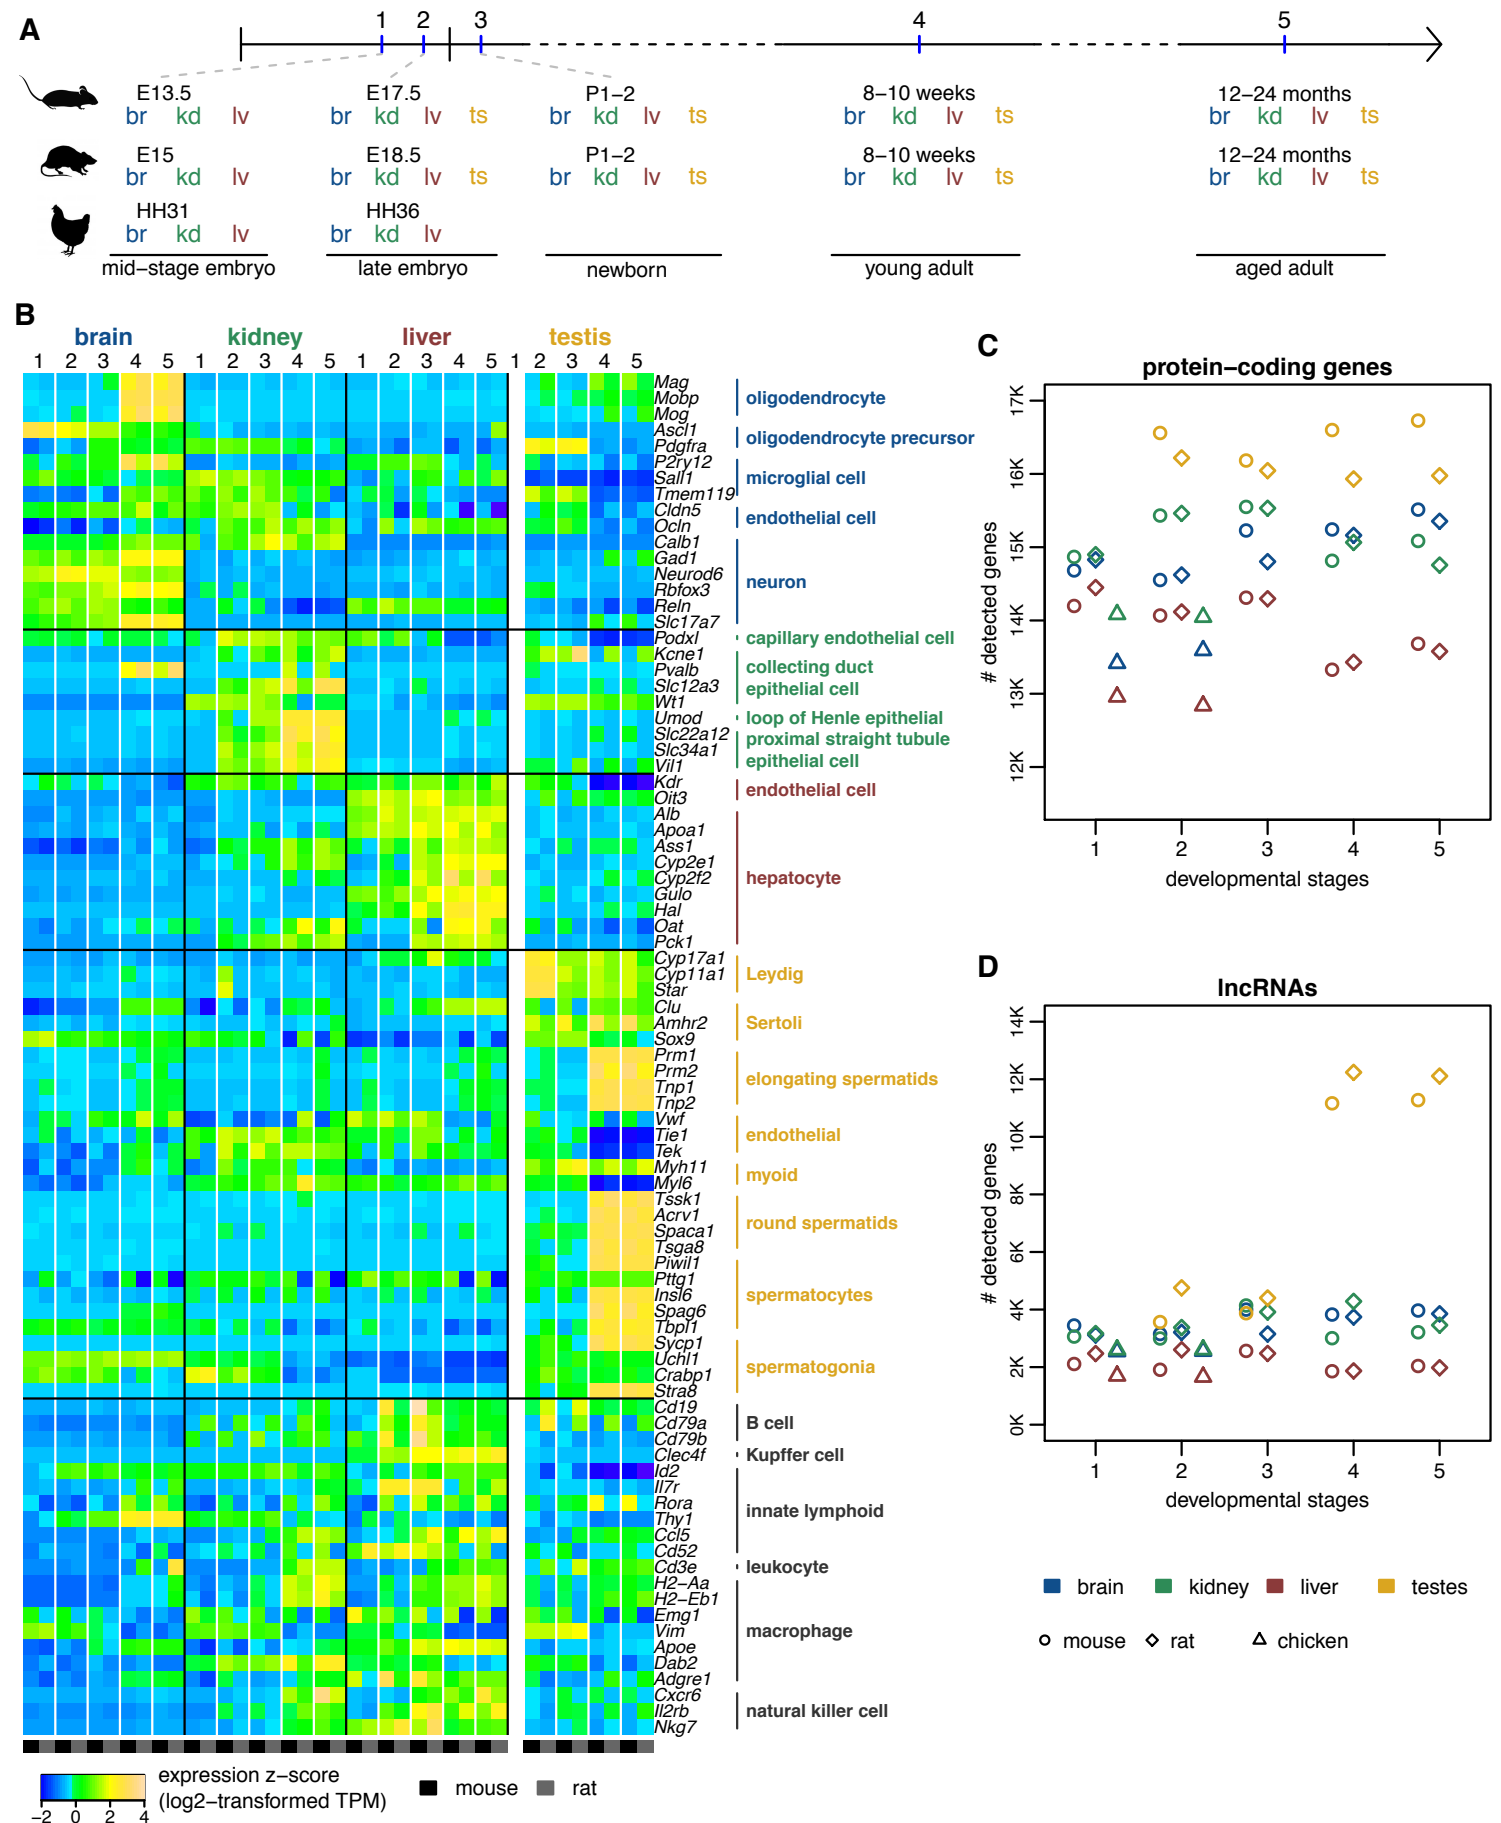 A
1 2 3 4 5
E13.5 E17.5 P1–2 8–10 weeks 12–24 months
br kd lv br kd lv ts br kd lv ts br kd lv ts br kd lv ts
E15 E18.5 P1–2 8–10 weeks 12–24 months
br kd lv br kd lv ts br kd lv ts br kd lv ts br kd lv ts
HH31 HH36
br kd lv br kd lv
mid–stage embryo late embryo newborn young adult aged adult
B
brain kidney liver testis
1 2 3 4 5 1 2 3 4 5 1 2 3 4 5 1 2 3 4 5
Mag
Mobp
Mog
Ascl1
Pdgfra
P2ry12
Sall1
Tmem119
Cldn5
Ocln
Calb1
Gad1
Neurod6
Rbfox3
Reln
Slc17a7
Podxl
Kcne1
Pvalb
Slc12a3
Wt1
Umod
Slc22a12
Slc34a1
Vil1
Kdr
Oit3
Alb
Apoa1
Ass1
Cyp2e1
Cyp2f2
Gulo
Hal
Oat
Pck1
Cyp17a1
Cyp11a1
Star
Clu
Amhr2
Sox9
Prm1
Prm2
Tnp1
Tnp2
Vwf
Tie1
Tek
Myh11
Myl6
Tssk1
Acrv1
Spaca1
Tsga8
Piwil1
Pttg1
Insl6
Spag6
Tbpl1
Sycp1
Uchl1
Crabp1
Stra8
Cd19
Cd79a
Cd79b
Clec4f
Id2
Il7r
Rora
Thy1
Ccl5
Cd52
Cd3e
H2–Aa
H2–Eb1
Emg1
Vim
Apoe
Dab2
Adgre1
Cxcr6
Il2rb
Nkg7
oligodendrocyte
oligodendrocyte precursor
microglial cell
endothelial cell
neuron
capillary endothelial cell
collecting duct
epithelial cell
loop of Henle epithelial
proximal straight tubule
epithelial cell
endothelial cell
hepatocyte
Leydig
Sertoli
elongating spermatids
endothelial
myoid
round spermatids
spermatocytes
spermatogonia
B cell
Kupffer cell
innate lymphoid
leukocyte
macrophage
natural killer cell
expression z–score
(log2–transformed TPM)
−2 0 2 4
mouse rat
C
protein–coding genes
17K
16K
15K
14K
13K
12K
# detected genes
1 2 3 4 5
developmental stages
D
lncRNAs
14K
12K
10K
8K
6K
4K
2K
0K
# detected genes
1 2 3 4 5
developmental stages
brain kidney liver testes
mouse rat chicken